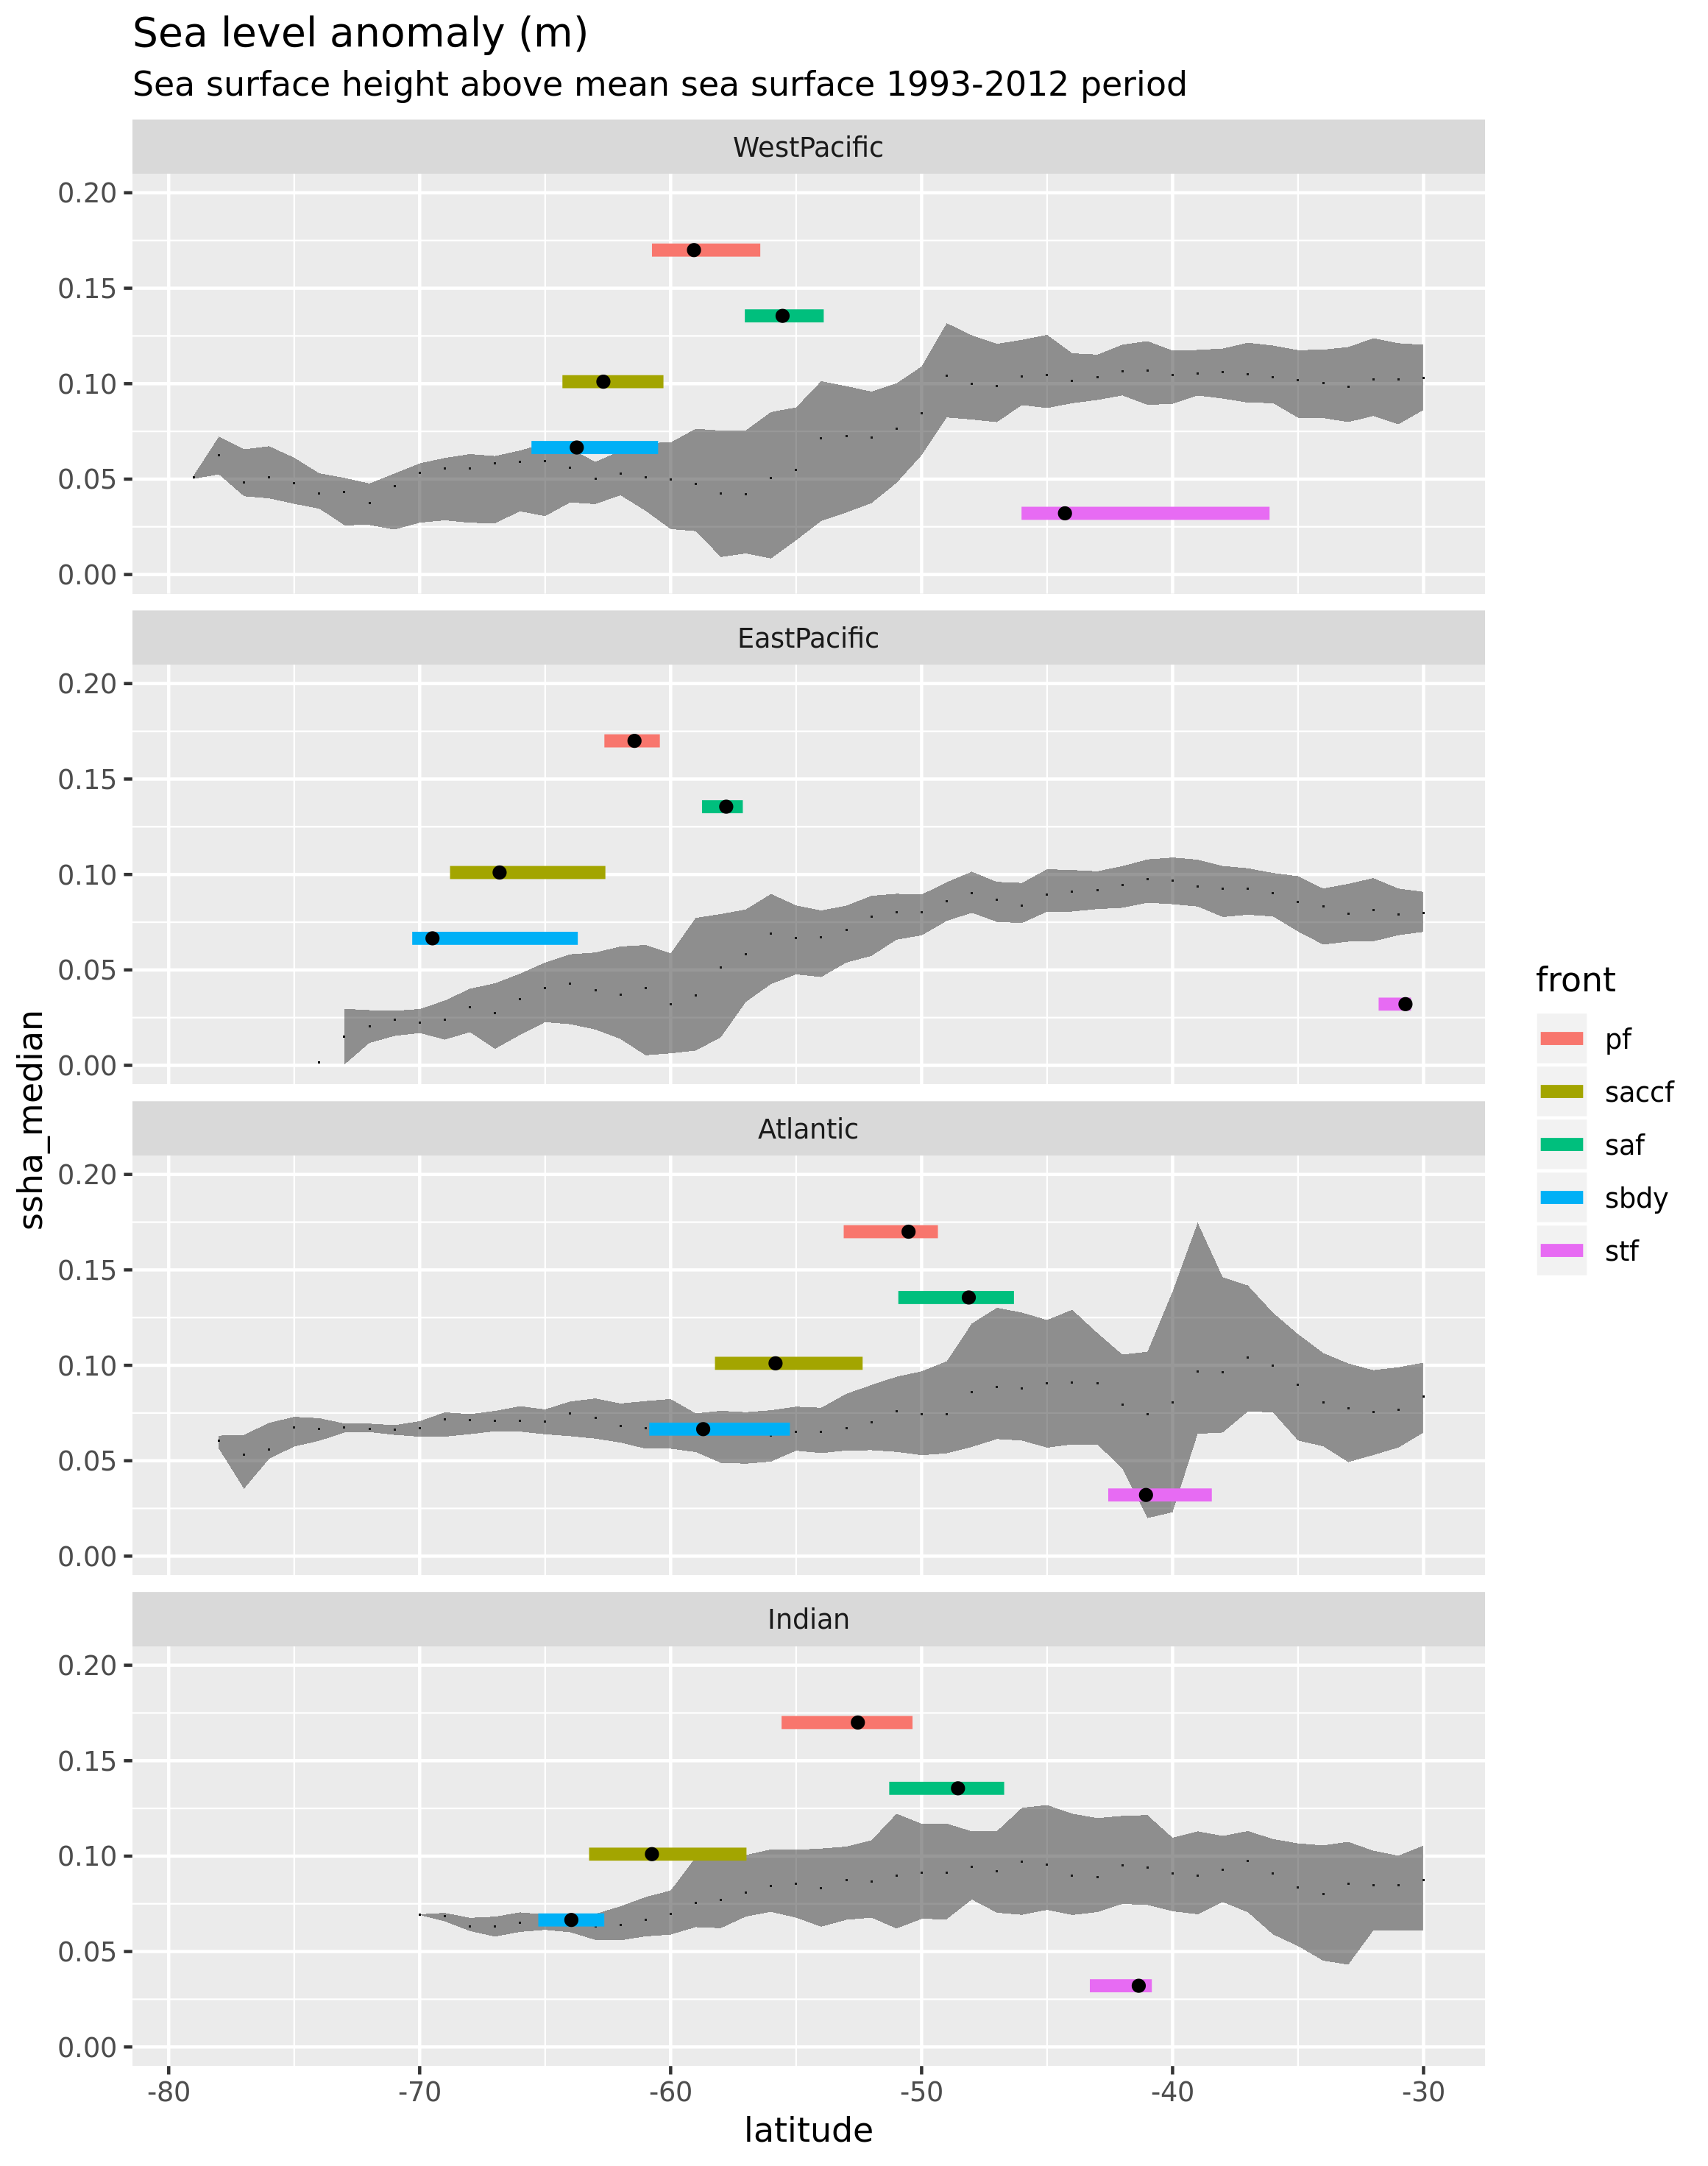 Sea level anomaly (m)
Sea surface height above mean sea surface 1993-2012 period
WestPacific
0.20
0.15
0.10
0.05
0.00
EastPacific
0.20
0.15
0.10
0.05
0.00
Atlantic
0.20
0.15
0.10
0.05
0.00
Indian
0.20
0.15
0.10
0.05
0.00
-80 -70 -60 -50 -40 -30
latitude
ssha_median
front
pf
saccf
saf
sbdy
stf